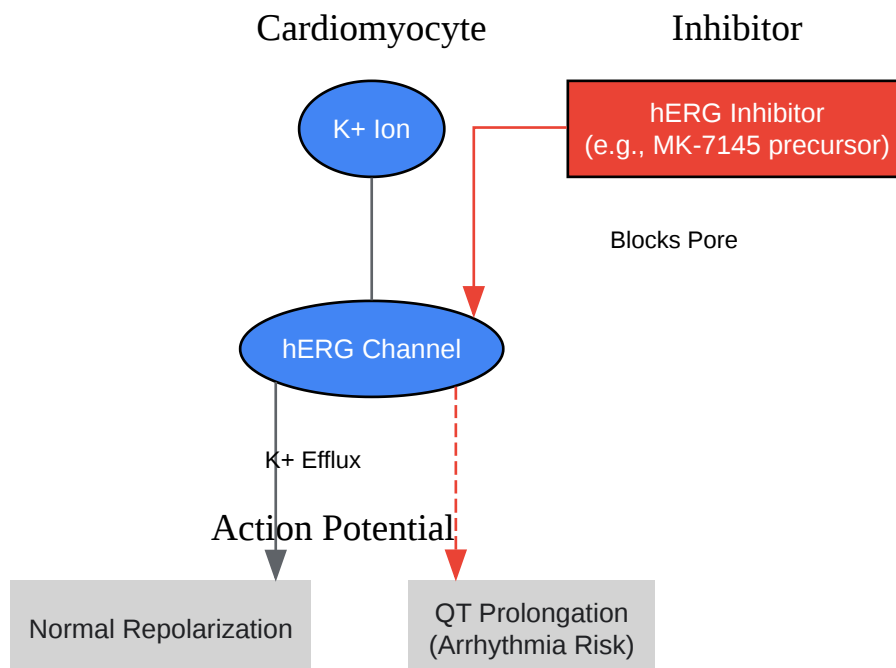 Cardiomyocyte
Inhibitor
K+ Ion
hERG Inhibitor
(e.g., MK-7145 precursor)
Blocks Pore
hERG Channel
K+ Efflux
Action Potential
Normal Repolarization
QT Prolongation
(Arrhythmia Risk)